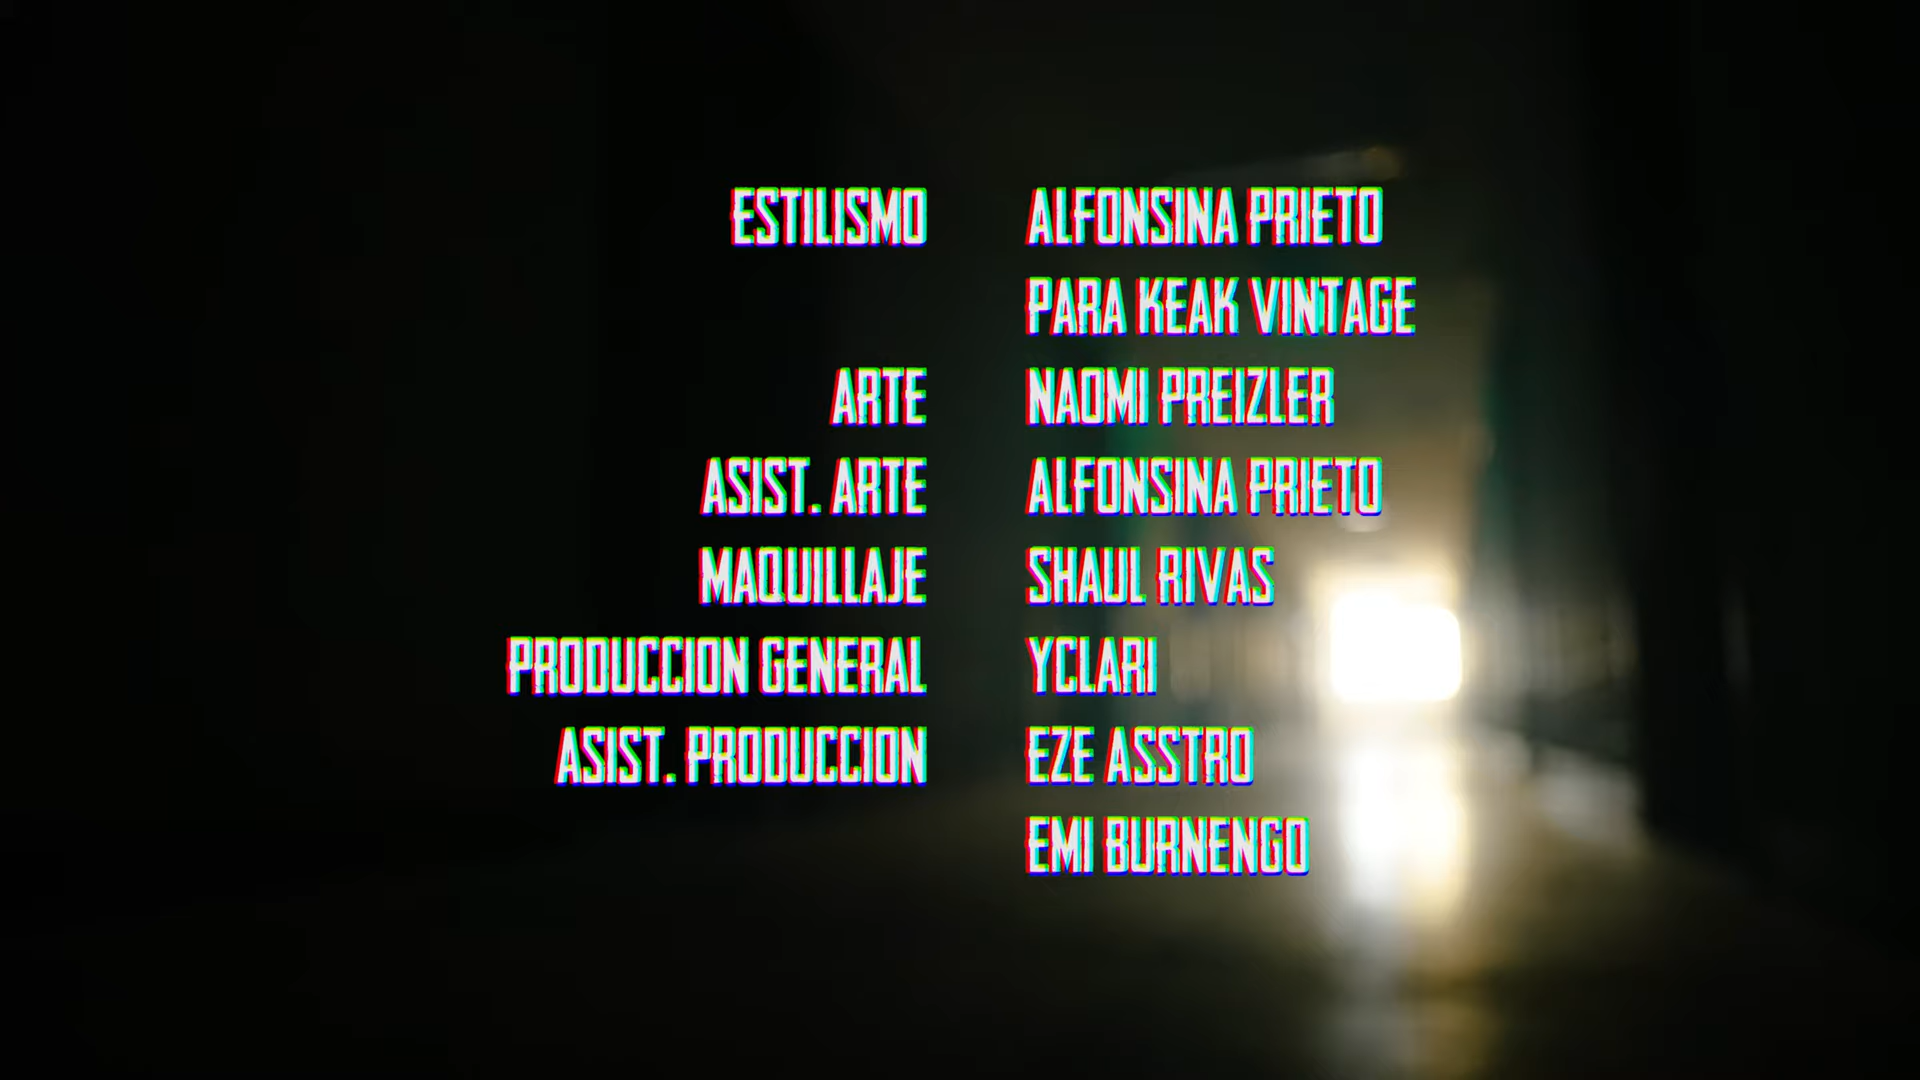 ESTILISMO ALFONSINA PRIETO
PARA KEAK VINTAGE
ARTE NAOMI PREIZLER
ASIST. ARTE ALFONSINA PRIETO
MAQUILLAJE SHAUL RIVAS
PRODUCCION GENERAL YCLARI
ASIST. PRODUCCION EZE ASSTRO
EMI BURNENGO